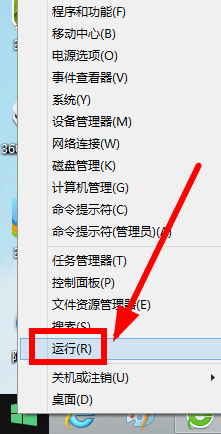 程序和功能(F)
移动中心(B)
电源选项(O)
事件查看器(V)
系统(Y)
设备管理器(M)
网络连接(W)
磁盘管理(K)
计算机管理(G)
命令提示符(C)
命令提示符(管理员)(A)
任务管理器(T)
控制面板(P)
文件资源管理器(E)
搜索(S)
运行(R)
关机或注销(U)
桌面(D)